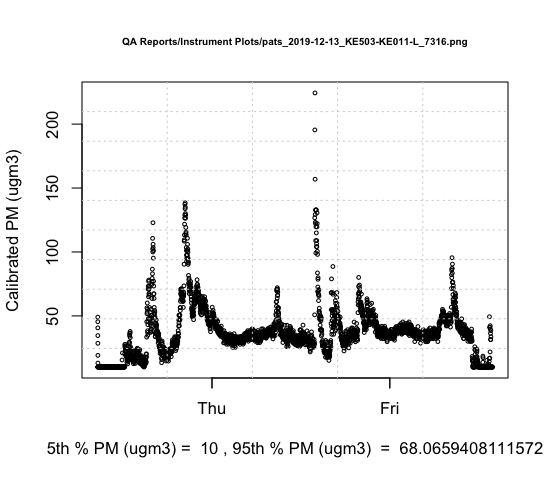 QA Reports/Instrument Plots/pats_2019-12-13_KE503-KE011-L_7316.png
Calibrated PM (ugm3)
200
150
100
50
Thu Fri
5th % PM (ugm3) = 10 , 95th % PM (ugm3) = 68.0659408111572